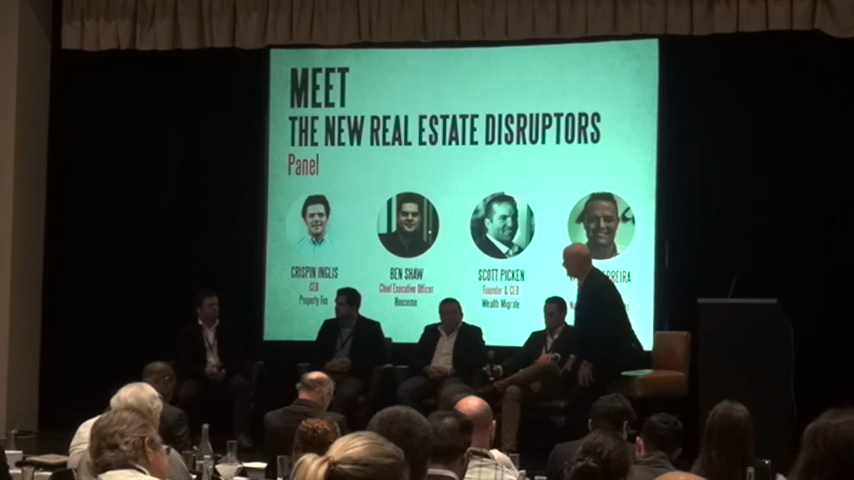 MEET
THE NEW REAL ESTATE DISRUPTORS
Panel
CRISPIN INGLIS
CEO
Property Fox
BEN SHAW
Chief Executive Officer
Houseme
SCOTT PICKEN
Founder & CEO
Wealth Migrate